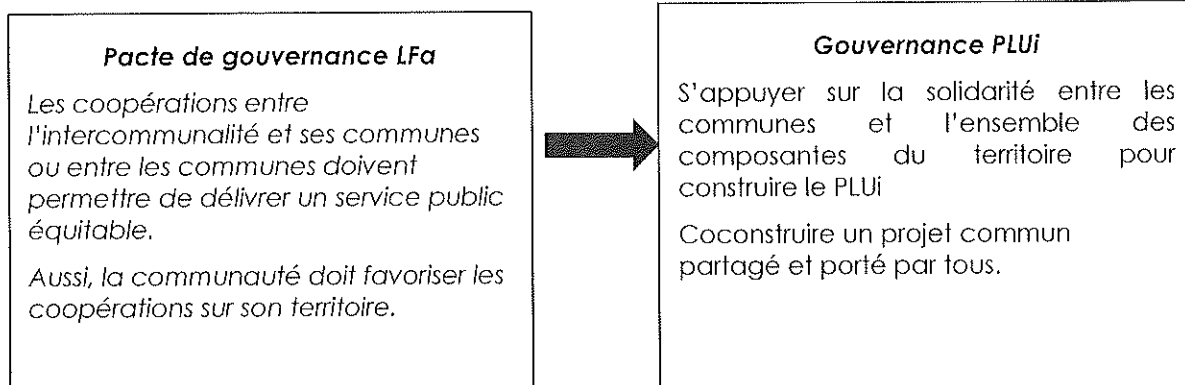 Pacte de gouvernance LFa
Les coopérations entre
l'intercommunalité et ses communes
ou entre les communes doivent
permettre de délivrer un service public
équitable.
Aussi, la communauté doit favoriser les
coopérations sur son territoire.
Gouvernance PLUi
S'appuyer sur la solidarité entre les
communes et l'ensemble des
composantes du territoire pour
construire le PLUi
Coconstruire un projet commun
partagé et porté par tous.